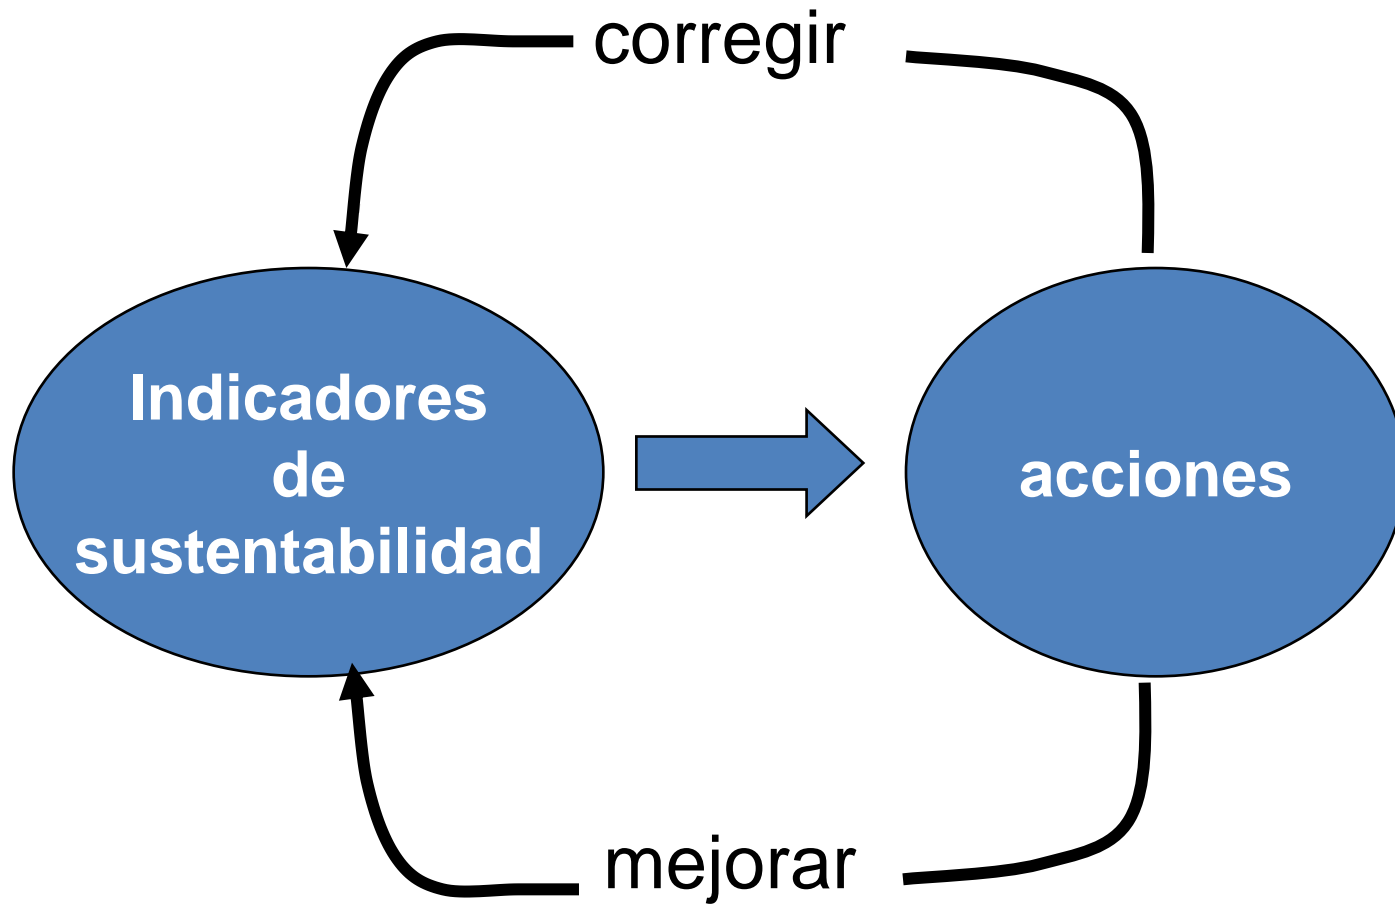 corregir
Indicadores
de
sustentabilidad
acciones
mejorar